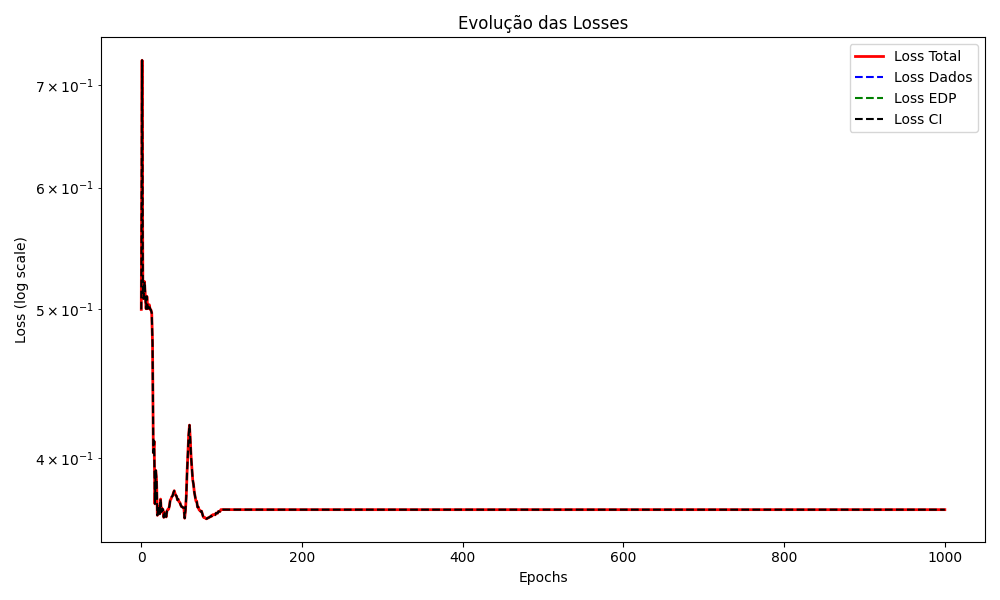 Evolução das Losses
Loss Total
Loss Dados
Loss EDP
Loss CI
7 × 10⁻¹
6 × 10⁻¹
5 × 10⁻¹
4 × 10⁻¹
Loss (log scale)
0 200 400 600 800 1000
Epochs